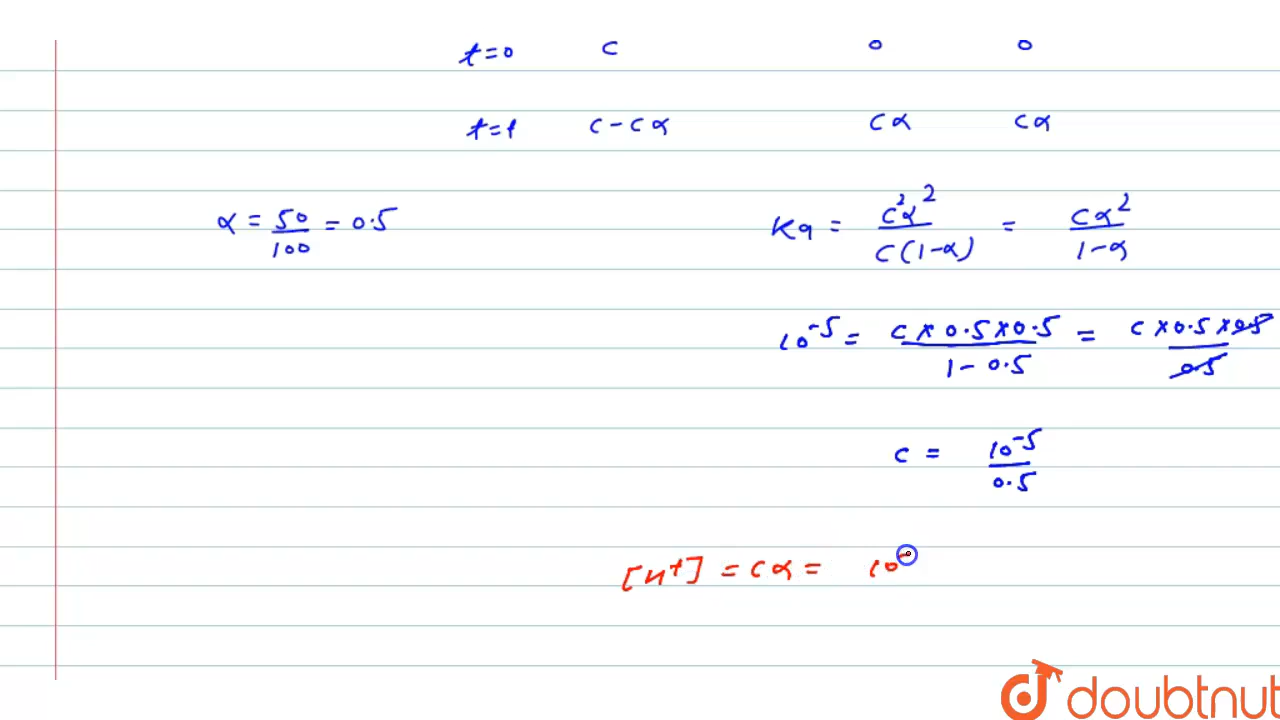 t=0 C 0 0
t=t C-Cα Cα Cα
α = 50/100 = 0.5
Ka = C²α²/C(1-α) = Cα²/1-α
10⁻⁵ = C×0.5×0.5/1-0.5 = C×0.5×0.5/0.5
C = 10⁻⁵/0.5
[H⁺] = Cα = 10⁻
doubtnut